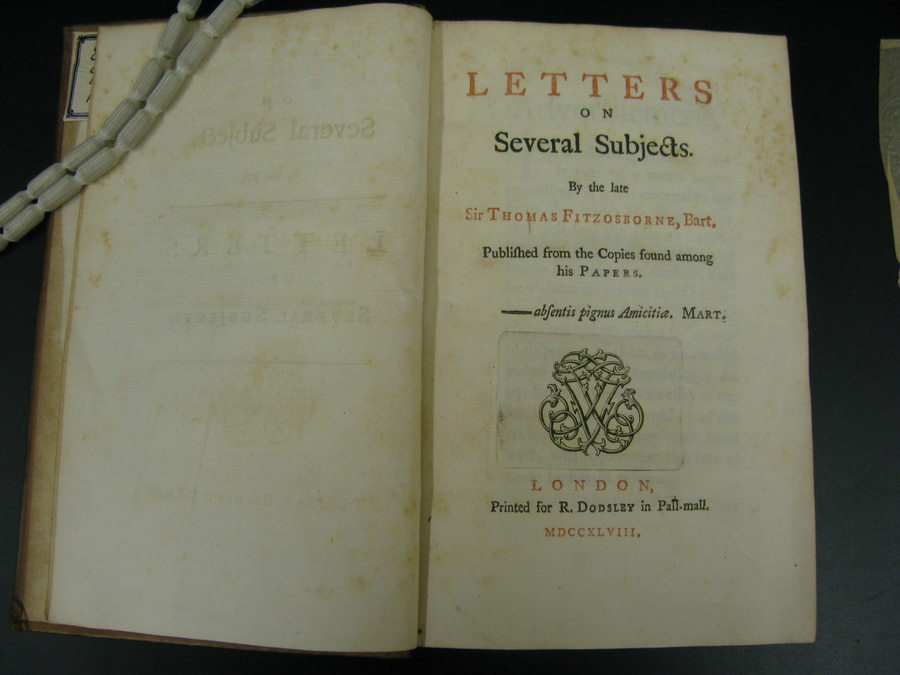 LETTERS
ON
Several Subjects.
By the late
Sir THOMAS FITZOSBORNE, Bart.
Publiſhed from the Copies found among
his PAPERS.
——abſentis pignus Amicitiæ. MART.
LONDON,
Printed for R. DODSLEY in Pall-mall.
MDCCXLVIII.